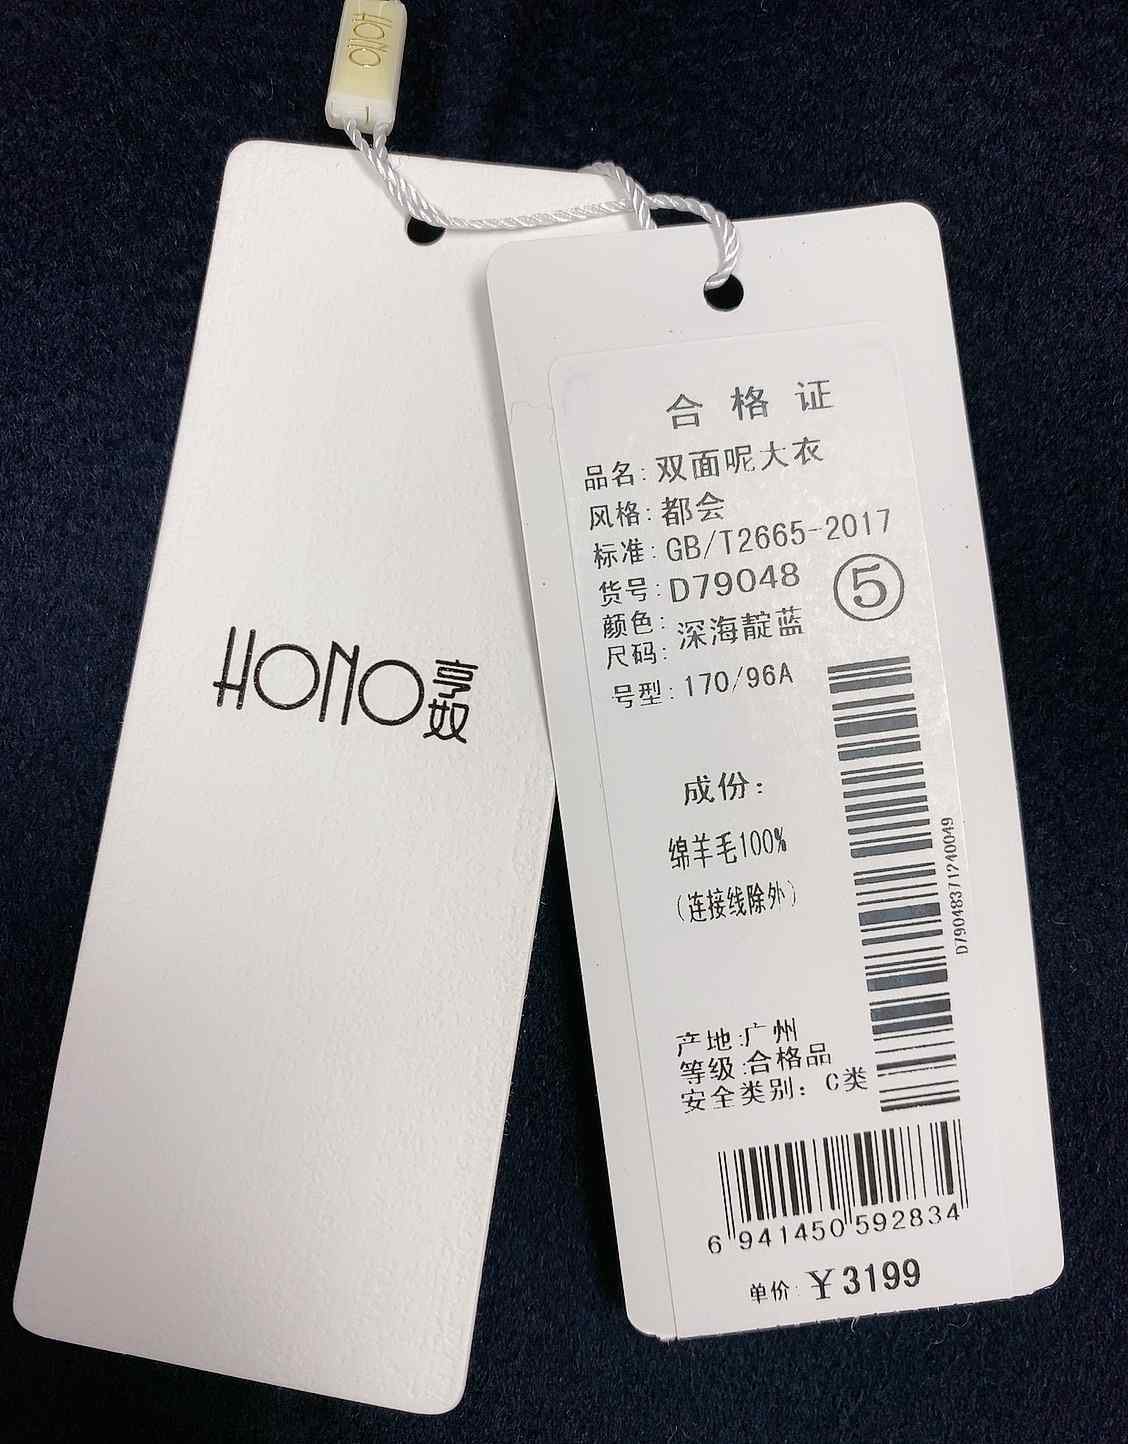 HONO
HONO亨奴
合格证
品名:双面呢大衣
风格:都会
标准:GB/T2665-2017
货号:D79048
⑤
颜色:深海靛蓝
尺码:
号型:170/96A
成份:
绵羊毛100%
(连接线除外)
D79048371240049
产地:广州
等级:合格品
安全类别:C类
6 941450 592834
单价:¥3199